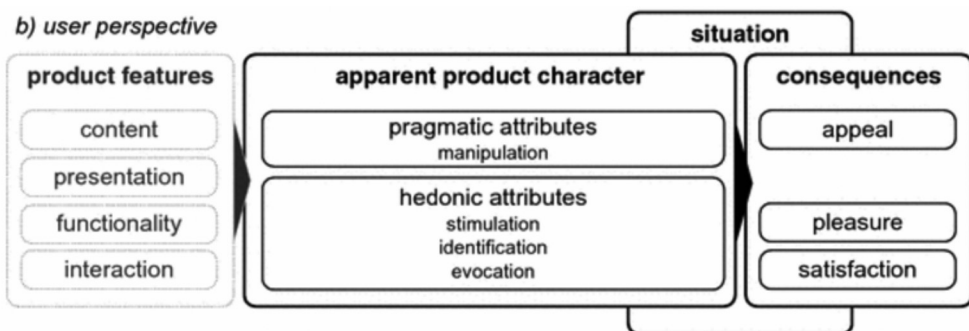 b) user perspective
situation
product features
apparent product character
consequences
content
presentation
functionality
interaction
pragmatic attributes
manipulation
hedonic attributes
stimulation
identification
evocation
appeal
pleasure
satisfaction